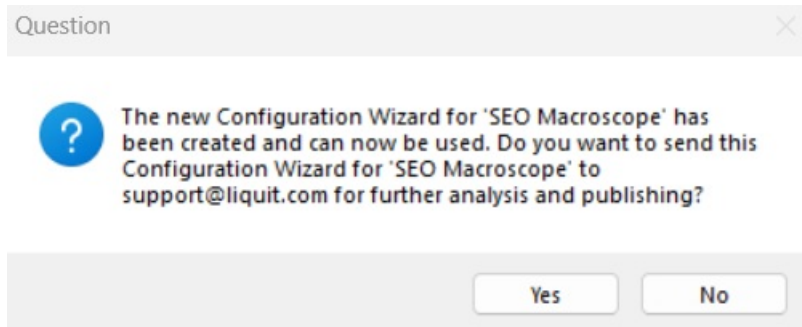 Question
The new Configuration Wizard for 'SEO Macroscope' has
been created and can now be used. Do you want to send this
Configuration Wizard for 'SEO Macroscope' to
support@liquit.com for further analysis and publishing?
Yes No